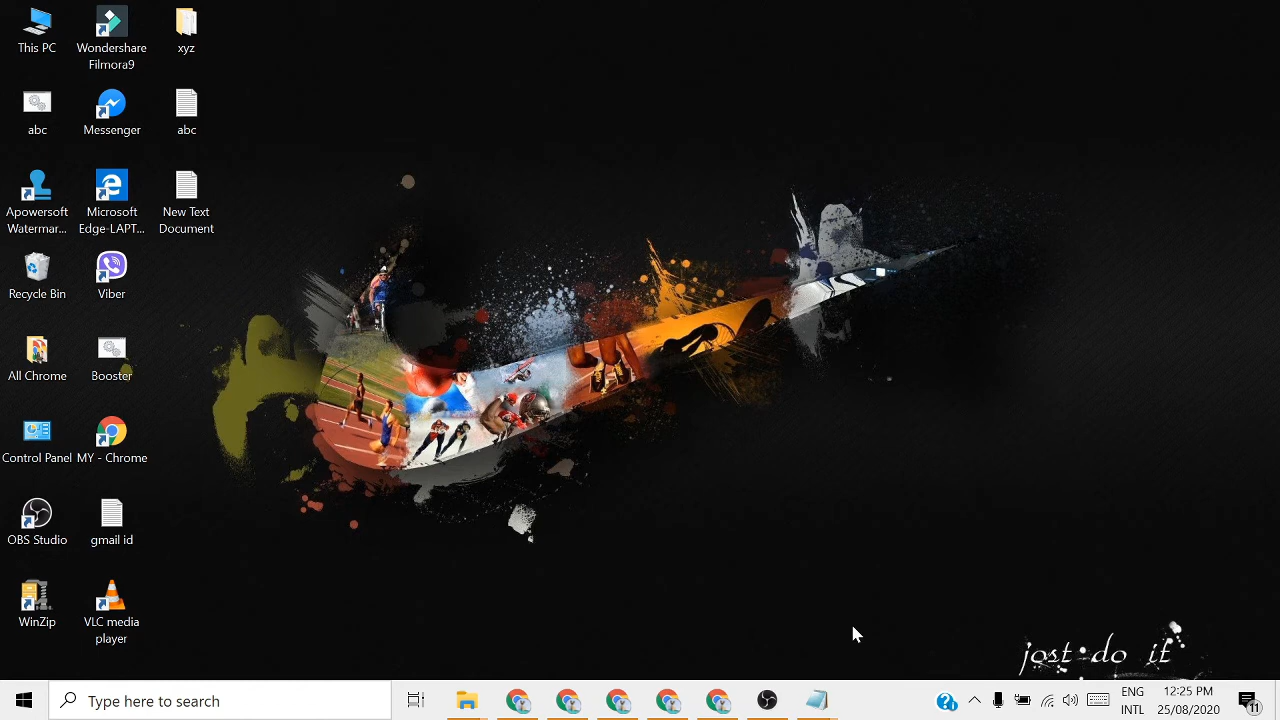 This PC
Wondershare
Filmora9
xyz
abc
Messenger
abc
Apowersoft
Watermar...
Microsoft
Edge-LAPT...
New Text
Document
Recycle Bin
Viber
All Chrome
Booster
Control Panel
MY - Chrome
OBS Studio
gmail id
WinZip
VLC media
player
just do it
Type here to search
ENG
INTL
12:25 PM
25/08/2020
11